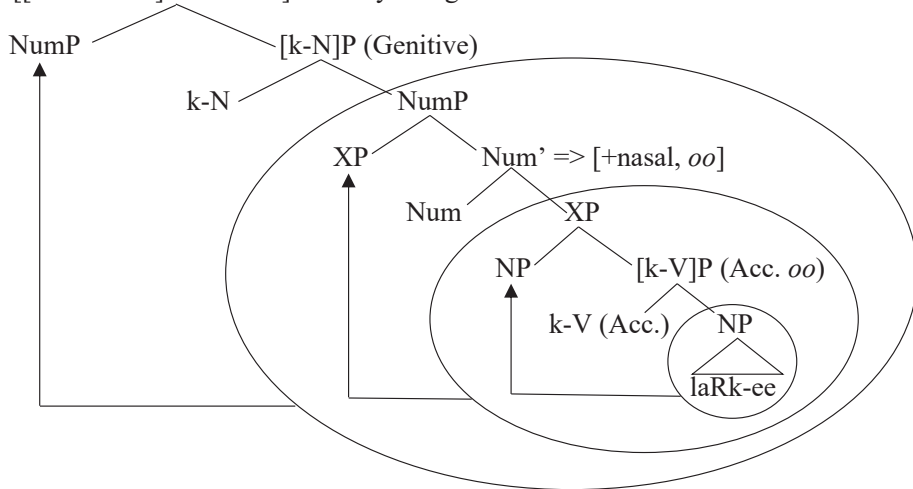 NumP [k-N]P (Genitive)
k-N NumP
XP Num’ => [+nasal, oo]
Num XP
NP [k-V]P (Acc. oo)
k-V (Acc.) NP
laRk-ee